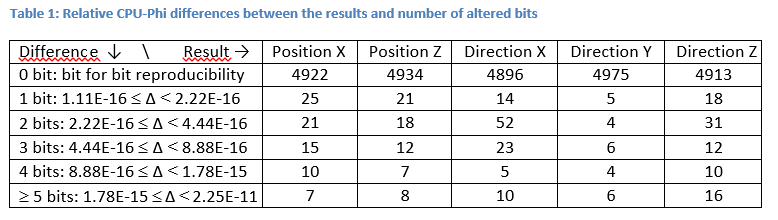 Table 1: Relative CPU-Phi differences between the results and number of altered bits
Difference ↓ \ Result → Position X Position Z Direction X Direction Y Direction Z
0 bit: bit for bit reproducibility 4922 4934 4896 4975 4913
1 bit: 1.11E-16 ≤ Δ < 2.22E-16 25 21 14 5 18
2 bits: 2.22E-16 ≤ Δ < 4.44E-16 21 18 52 4 31
3 bits: 4.44E-16 ≤ Δ < 8.88E-16 15 12 23 6 12
4 bits: 8.88E-16 ≤ Δ < 1.78E-15 10 7 5 4 10
≥ 5 bits: 1.78E-15 ≤ Δ < 2.25E-11 7 8 10 6 16